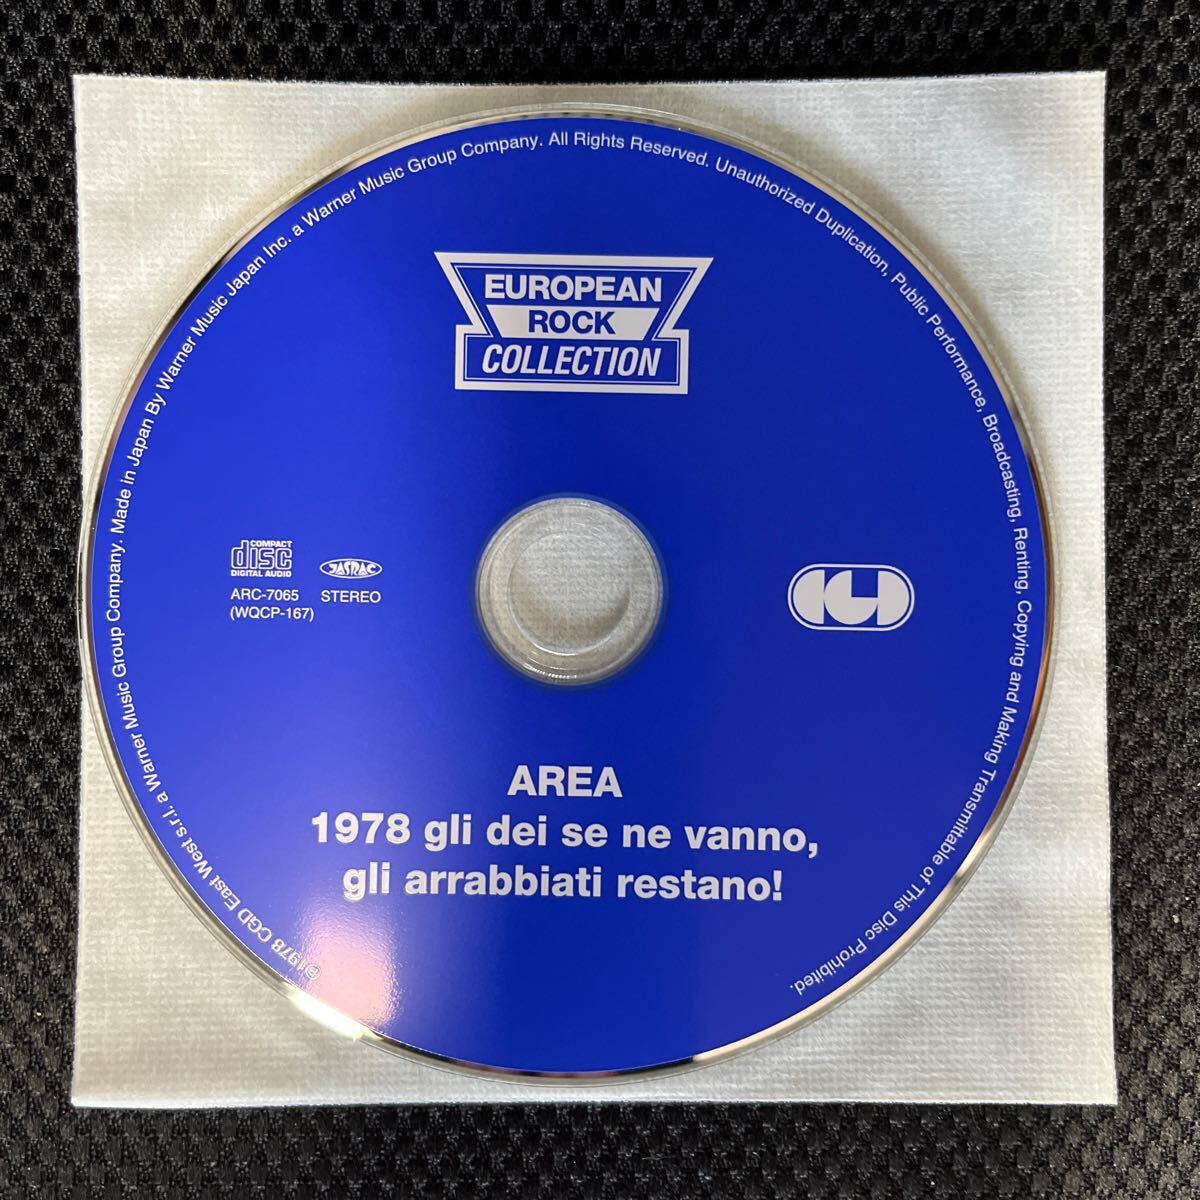 EUROPEAN
ROCK
COLLECTION
COMPACT
disc
DIGITAL AUDIO
JASRAC
ARC-7065 STEREO
(WQCP-167)
CGD
AREA
1978 gli dei se ne vanno,
gli arrabbiati restano!
℗1978 CGD East West s.r.l. a Warner Music Group Company. Made in Japan By Warner Music Japan Inc. a Warner Music Group Company. All Rights Reserved. Unauthorized Duplication, Public Performance, Broadcasting, Renting, Copying and Making Transmittable of This Disc Prohibited.